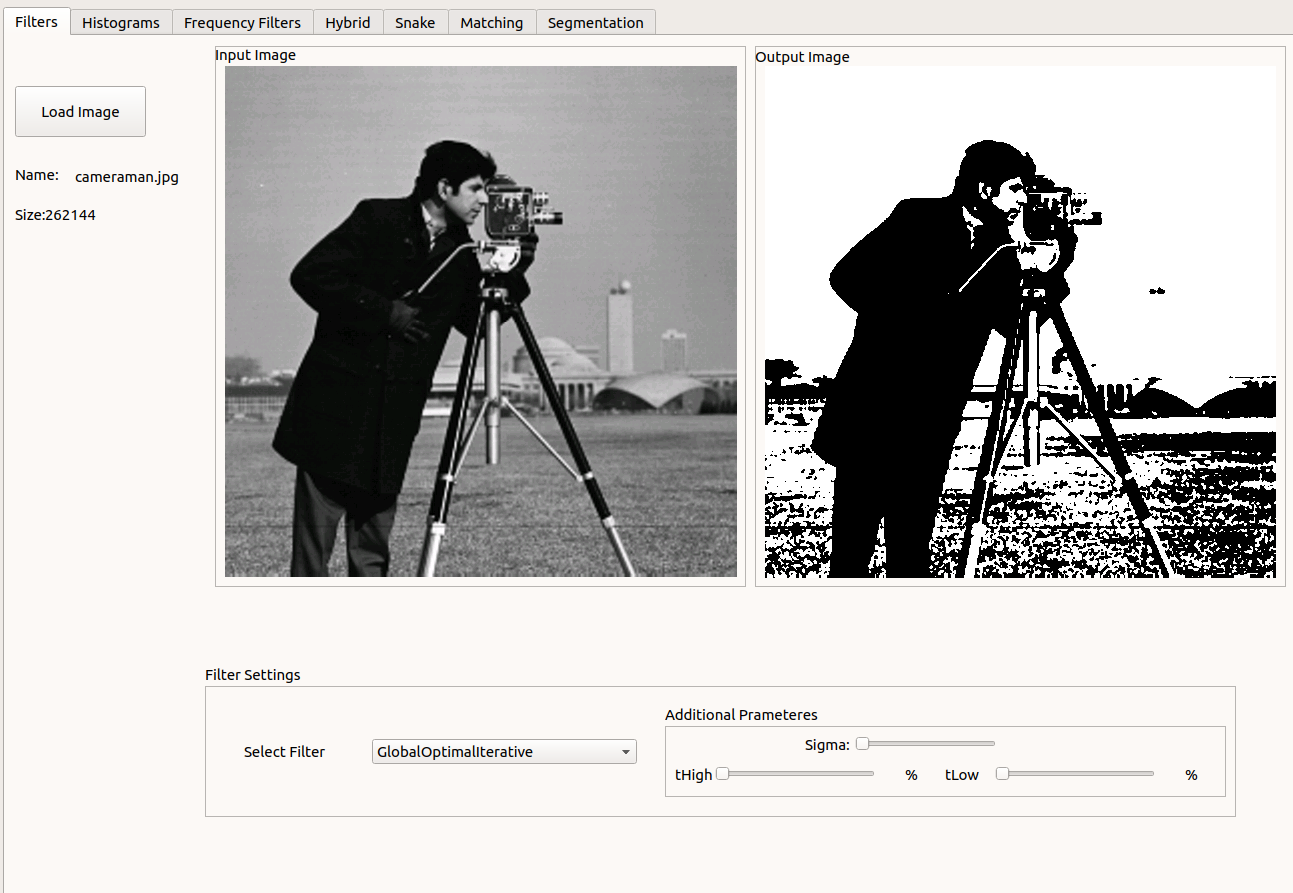 Filters Histograms Frequency Filters Hybrid Snake Matching Segmentation
Input Image
Output Image
Load Image
Name: cameraman.jpg
Size:262144
Filter Settings
Additional Prameteres
Select Filter GlobalOptimalIterative
Sigma:
tHigh % tLow %